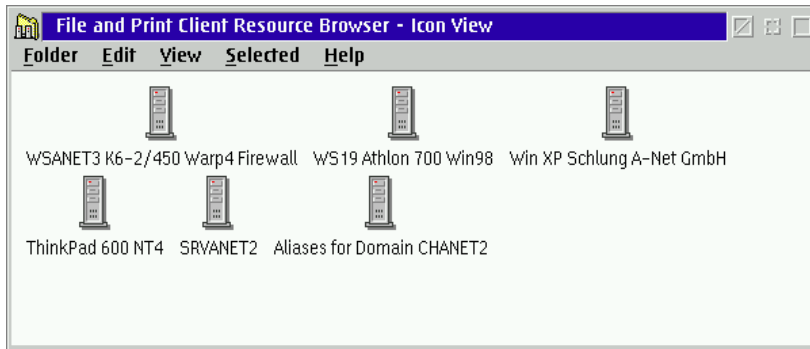 File and Print Client Resource Browser - Icon View
Folder Edit View Selected Help
WSANET3 K6-2/450 Warp4 Firewall WS19 Athlon 700 Win98 Win XP Schlung A-Net GmbH
ThinkPad 600 NT4 SRVANET2 Aliases for Domain CHANET2